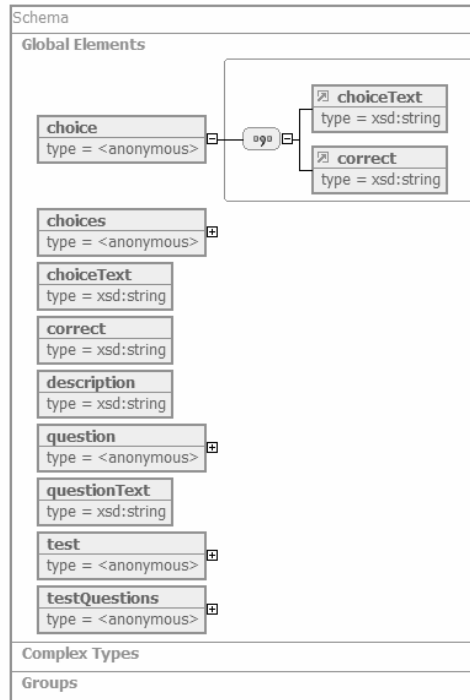 Schema
Global Elements
choiceText
type = xsd:string
choice
type = <anonymous>
correct
type = xsd:string
choices
type = <anonymous>
choiceText
type = xsd:string
correct
type = xsd:string
description
type = xsd:string
question
type = <anonymous>
questionText
type = xsd:string
test
type = <anonymous>
testQuestions
type = <anonymous>
Complex Types
Groups